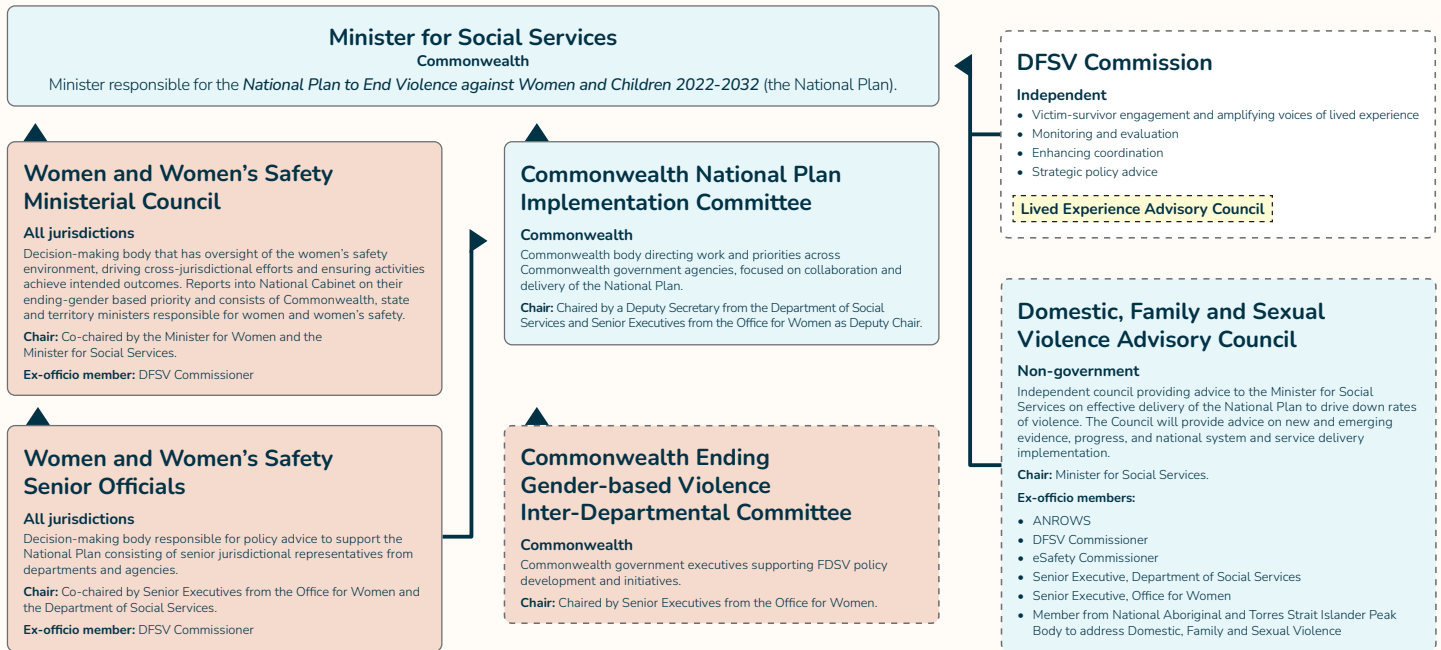 Minister for Social Services
Commonwealth
Minister responsible for the National Plan to End Violence against Women and Children 2022-2032 (the National Plan).
Women and Women’s Safety
Ministerial Council
All jurisdictions
Decision-making body that has oversight of the women’s safety
environment, driving cross-jurisdictional efforts and ensuring activities
achieve intended outcomes. Reports into National Cabinet on their
ending-gender based priority and consists of Commonwealth, state
and territory ministers responsible for women and women’s safety.
Chair: Co-chaired by the Minister for Women and the
Minister for Social Services.
Ex-officio member: DFSV Commissioner
Women and Women’s Safety
Senior Officials
All jurisdictions
Decision-making body responsible for policy advice to support the
National Plan consisting of senior jurisdictional representatives from
departments and agencies.
Chair: Co-chaired by Senior Executives from the Office for Women and
the Department of Social Services.
Ex-officio member: DFSV Commissioner
Commonwealth National Plan
Implementation Committee
Commonwealth
Commonwealth body directing work and priorities across
Commonwealth government agencies, focused on collaboration and
delivery of the National Plan.
Chair: Chaired by a Deputy Secretary from the Department of Social
Services and Senior Executives from the Office for Women as Deputy Chair.
Commonwealth Ending
Gender-based Violence
Inter-Departmental Committee
Commonwealth
Commonwealth government executives supporting FDSV policy
development and initiatives.
Chair: Chaired by Senior Executives from the Office for Women.
DFSV Commission
Independent
• Victim-survivor engagement and amplifying voices of lived experience
• Monitoring and evaluation
• Enhancing coordination
• Strategic policy advice
Lived Experience Advisory Council
Domestic, Family and Sexual
Violence Advisory Council
Non-government
Independent council providing advice to the Minister for Social
Services on effective delivery of the National Plan to drive down rates
of violence. The Council will provide advice on new and emerging
evidence, progress, and national system and service delivery
implementation.
Chair: Minister for Social Services.
Ex-officio members:
• ANROWS
• DFSV Commissioner
• eSafety Commissioner
• Senior Executive, Department of Social Services
• Senior Executive, Office for Women
• Member from National Aboriginal and Torres Strait Islander Peak
Body to address Domestic, Family and Sexual Violence